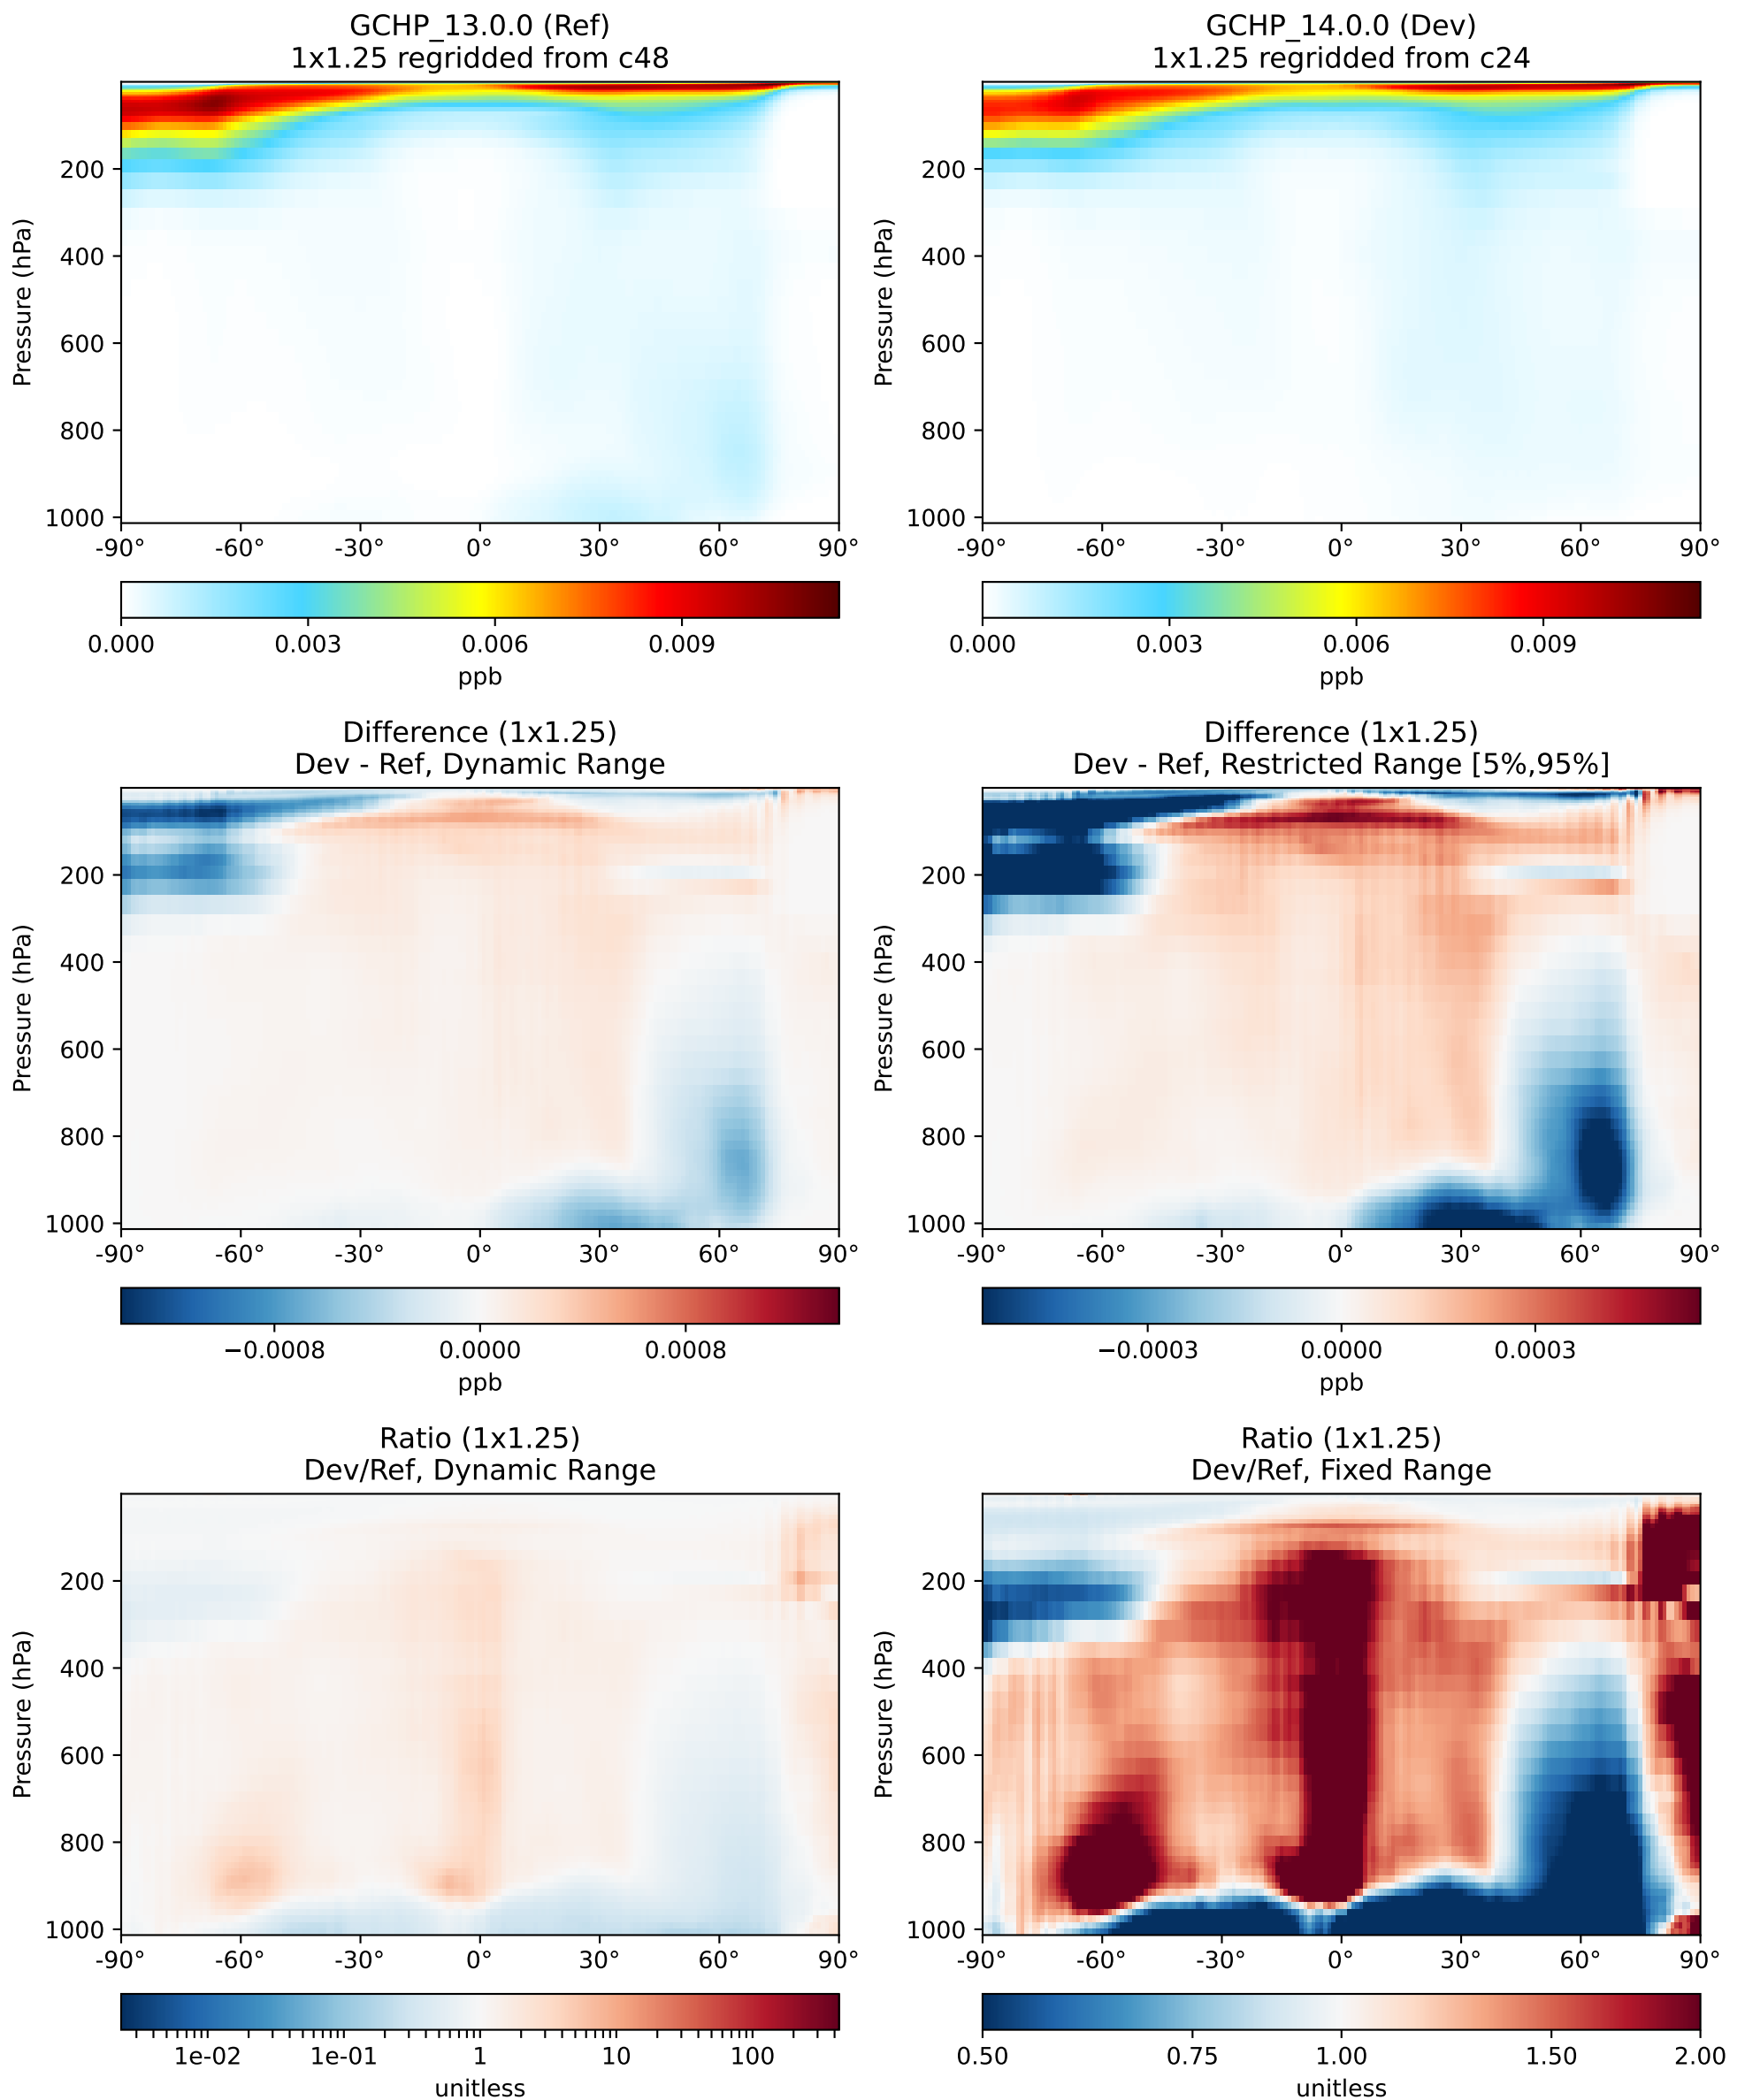 GCHP_13.0.0 (Ref)
1x1.25 regridded from c48
Pressure (hPa)
200
400
600
800
1000
-90° -60° -30° 0° 30° 60° 90°
0.000 0.003 0.006 0.009
ppb
GCHP_14.0.0 (Dev)
1x1.25 regridded from c24
Pressure (hPa)
200
400
600
800
1000
-90° -60° -30° 0° 30° 60° 90°
0.000 0.003 0.006 0.009
ppb
Difference (1x1.25)
Dev - Ref, Dynamic Range
Pressure (hPa)
200
400
600
800
1000
-90° -60° -30° 0° 30° 60° 90°
−0.0008 0.0000 0.0008
ppb
Difference (1x1.25)
Dev - Ref, Restricted Range [5%,95%]
Pressure (hPa)
200
400
600
800
1000
-90° -60° -30° 0° 30° 60° 90°
−0.0003 0.0000 0.0003
ppb
Ratio (1x1.25)
Dev/Ref, Dynamic Range
Pressure (hPa)
200
400
600
800
1000
-90° -60° -30° 0° 30° 60° 90°
1e-02 1e-01 1 10 100
unitless
Ratio (1x1.25)
Dev/Ref, Fixed Range
Pressure (hPa)
200
400
600
800
1000
-90° -60° -30° 0° 30° 60° 90°
0.50 0.75 1.00 1.50 2.00
unitless